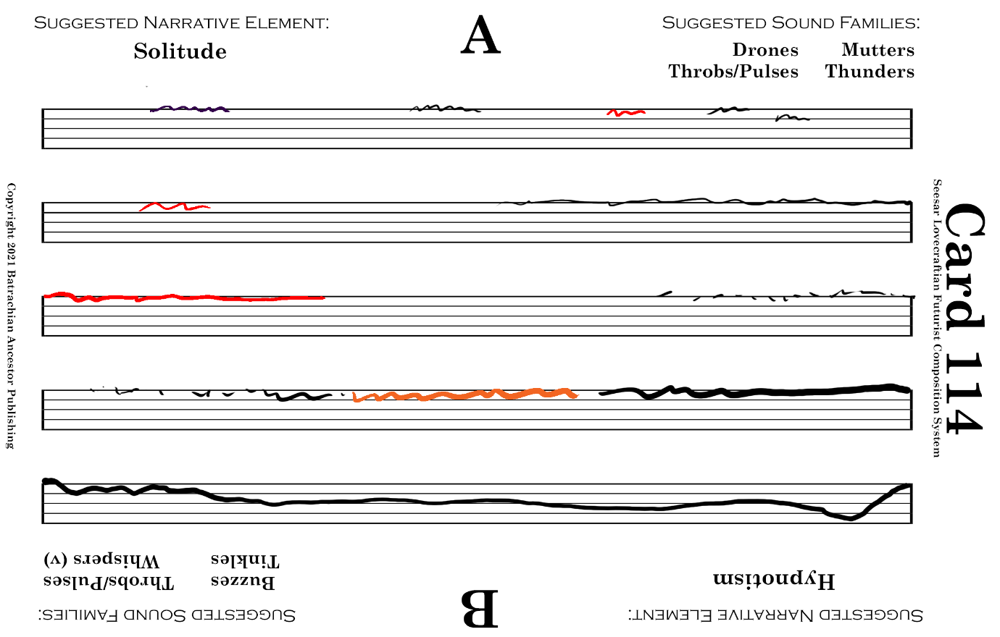 SUGGESTED NARRATIVE ELEMENT:
Solitude
A
SUGGESTED SOUND FAMILIES:
Drones Mutters
Throbs/Pulses Thunders
Copyright 2021 Batrachian Ancestor Publishing
Card 114
Seesar Lovecraftian Futurist Composition System
B
SUGGESTED NARRATIVE ELEMENT:
Hypnotism
SUGGESTED SOUND FAMILIES:
Buzzes Throbs/Pulses
Tinkles Whispers (v)